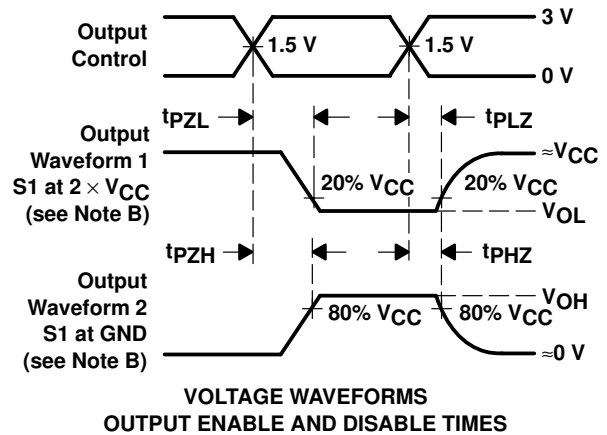 Output
Control
1.5 V
1.5 V
3 V
0 V
tPZL
tPLZ
Output
Waveform 1
S1 at 2 × VCC
(see Note B)
20% VCC
20% VCC
≈VCC
VOL
tPZH
tPHZ
Output
Waveform 2
S1 at GND
(see Note B)
80% VCC
80% VCC
VOH
≈0 V
VOLTAGE WAVEFORMS
OUTPUT ENABLE AND DISABLE TIMES